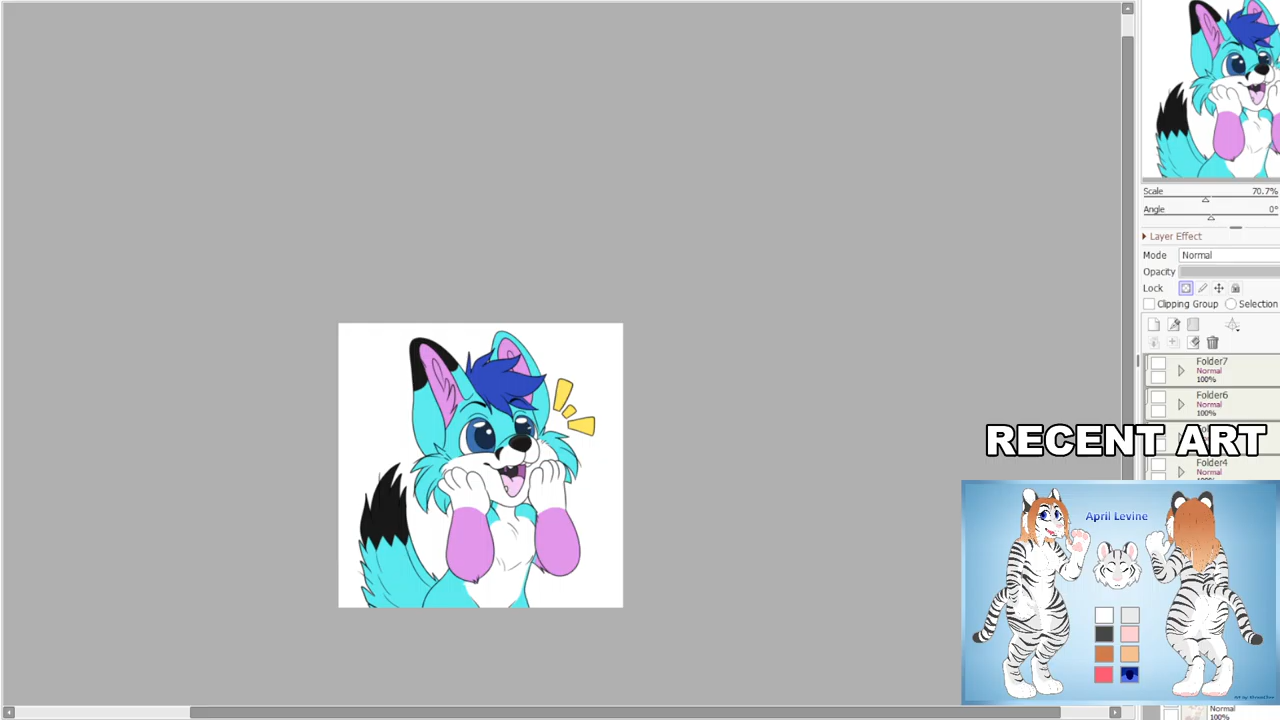 Scale 70.7%
Angle 0°
Layer Effect
Mode Normal
Opacity
Lock
Clipping Group Selection
Folder7
Normal
100%
Folder6
Normal
100%
RECENT ART
Folder4
Normal
April Levine
Normal
100%